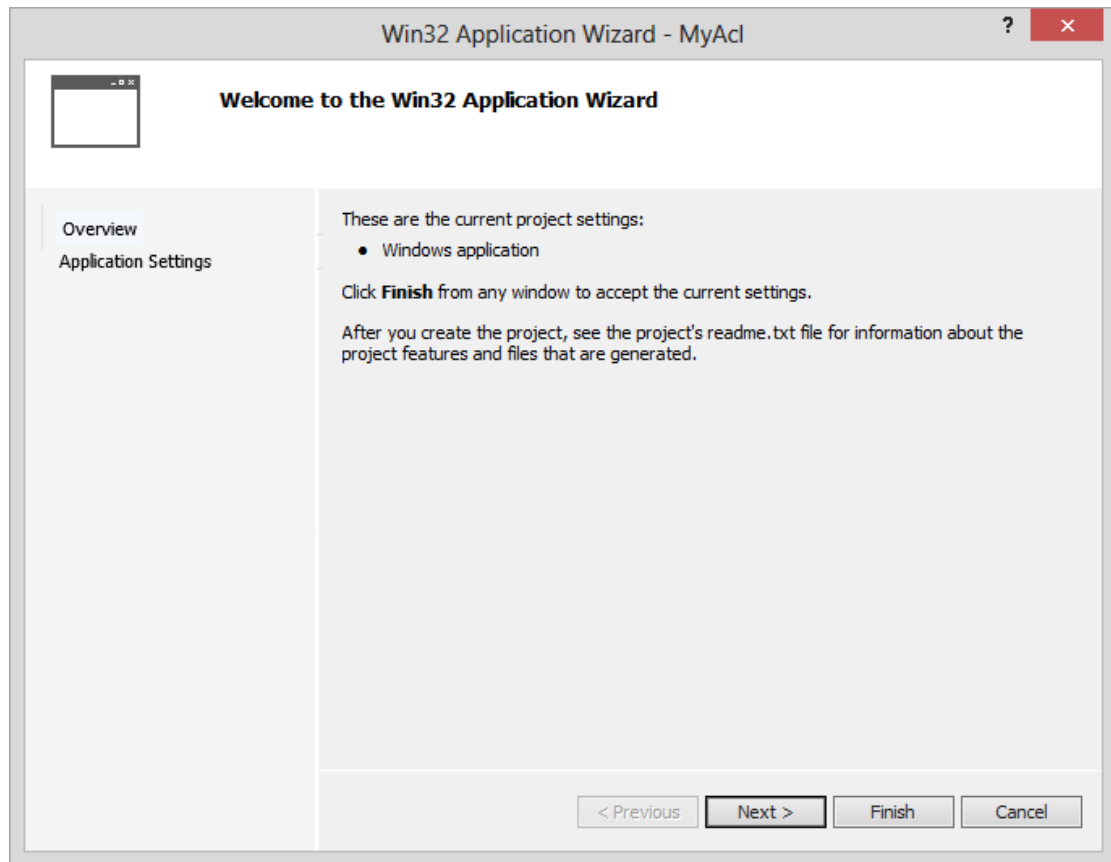 Win32 Application Wizard - MyAcl
?
Welcome to the Win32 Application Wizard
Overview
Application Settings
These are the current project settings:
• Windows application
Click Finish from any window to accept the current settings.
After you create the project, see the project's readme.txt file for information about the
project features and files that are generated.
< Previous
Next >
Finish
Cancel